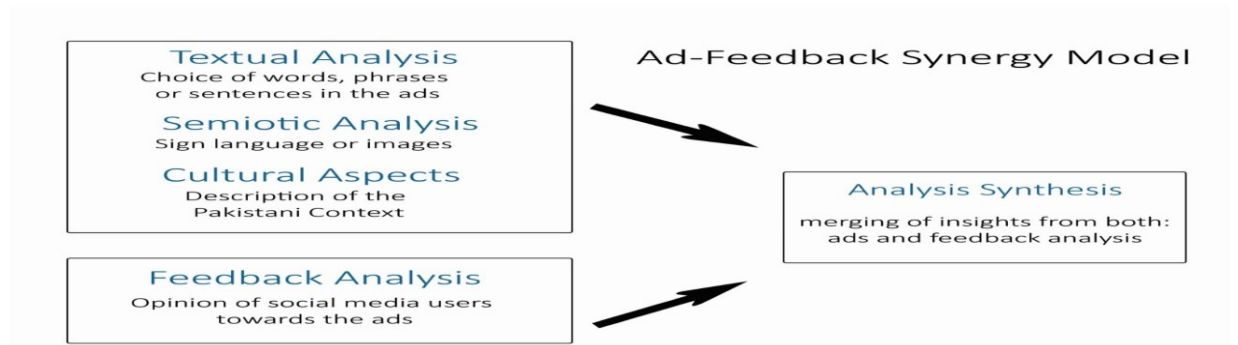 Ad-Feedback Synergy Model
Textual Analysis
Choice of words, phrases
or sentences in the ads
Semiotic Analysis
Sign language or images
Cultural Aspects
Description of the
Pakistani Context
Feedback Analysis
Opinion of social media users
towards the ads
Analysis Synthesis
merging of insights from both:
ads and feedback analysis